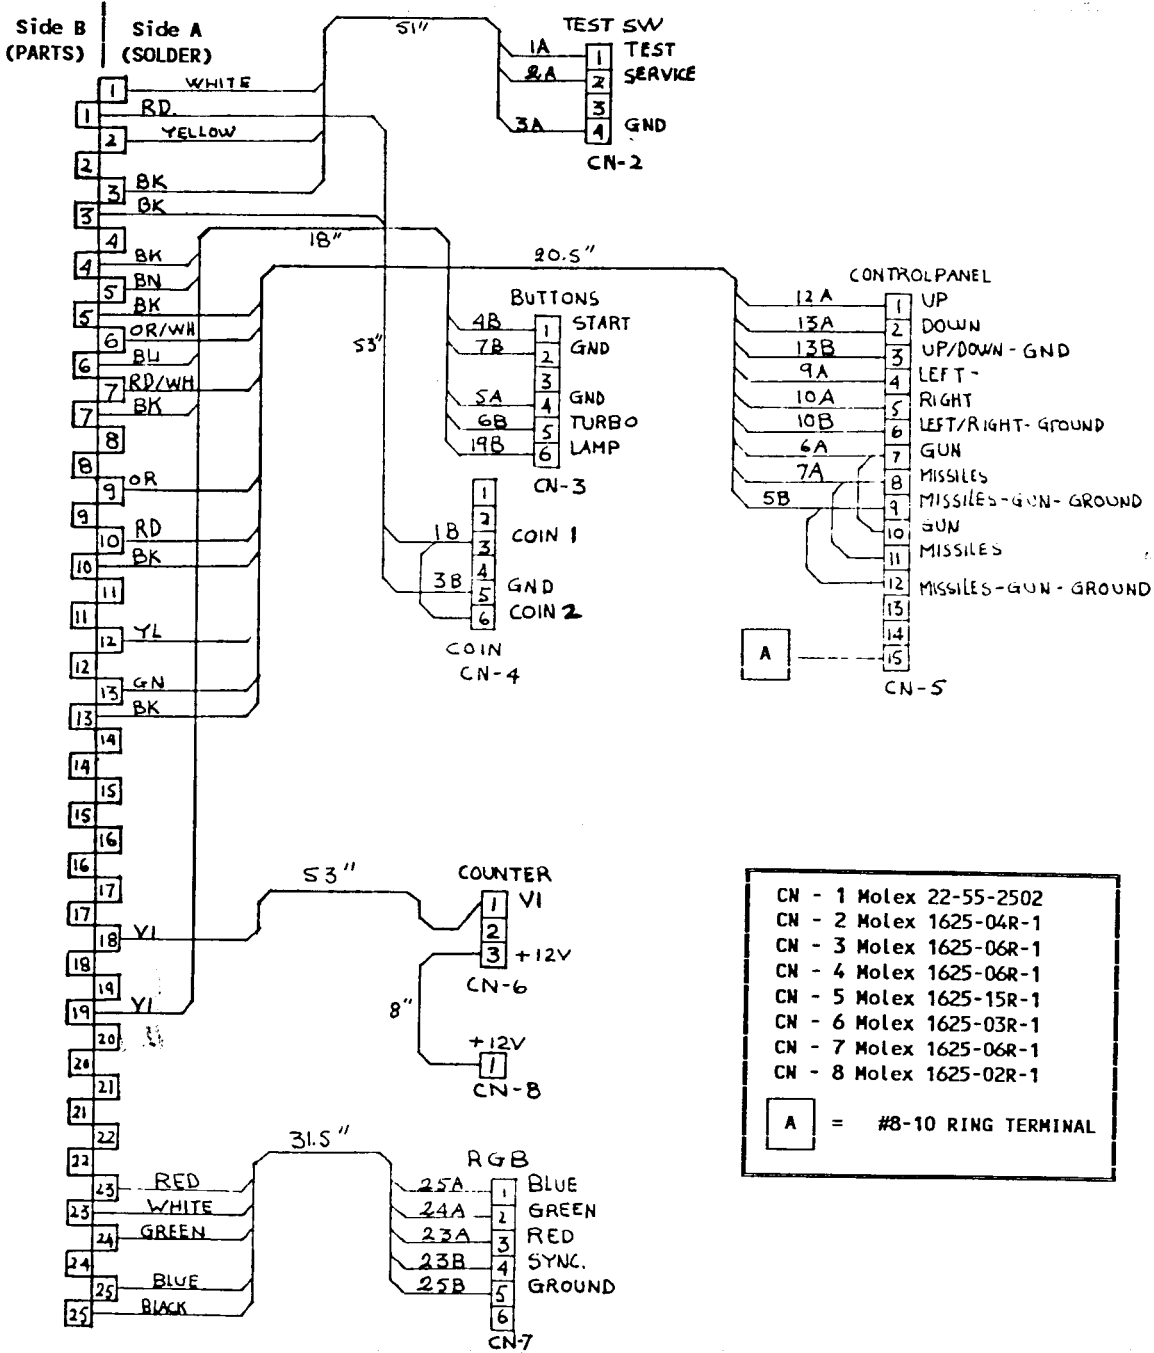 Side B
(PARTS)
Side A
(SOLDER)
1
WHITE
1
RD.
2
YELLOW
2
3
BK
3
BK
4
4
BK
5
BN
5
BK
6
OR/WH
6
BU
7
RD/WH
7
BK
8
8
9
OR
9
10
RD
10
BK
11
11
12
YL
12
13
GN
13
BK
14
14
15
15
16
16
17
17
18
VI
18
19
19
VI
20
20
21
21
22
22
23
RED
23
WHITE
24
GREEN
24
25
BLUE
25
BLACK
51"
TEST SW
1A 1 TEST
2A 2 SERVICE
3
3A 4 GND
CN-2
18"
53"
BUTTONS
4B 1 START
7B 2 GND
3
5A 4 GND
6B 5 TURBO
19B 6 LAMP
CN-3
1
2
1B 3 COIN 1
4
3B 5 GND
6 COIN 2
COIN
CN-4
20.5"
CONTROL PANEL
12A 1 UP
13A 2 DOWN
13B 3 UP/DOWN-GND
9A 4 LEFT-
10A 5 RIGHT
10B 6 LEFT/RIGHT-GROUND
6A 7 GUN
7A 8 MISSILES
5B 9 MISSILES-GUN-GROUND
10 GUN
11 MISSILES
12 MISSILES-GUN-GROUND
13
14
A 15
CN-5
53"
COUNTER
1 VI
2
3 +12V
CN-6
8"
+12V
1
CN-8
31.5"
RGB
25A 1 BLUE
24A 2 GREEN
23A 3 RED
23B 4 SYNC.
25B 5 GROUND
6
CN-7
CN - 1 Molex 22-55-2502
CN - 2 Molex 1625-04R-1
CN - 3 Molex 1625-06R-1
CN - 4 Molex 1625-06R-1
CN - 5 Molex 1625-15R-1
CN - 6 Molex 1625-03R-1
CN - 7 Molex 1625-06R-1
CN - 8 Molex 1625-02R-1
A = #8-10 RING TERMINAL